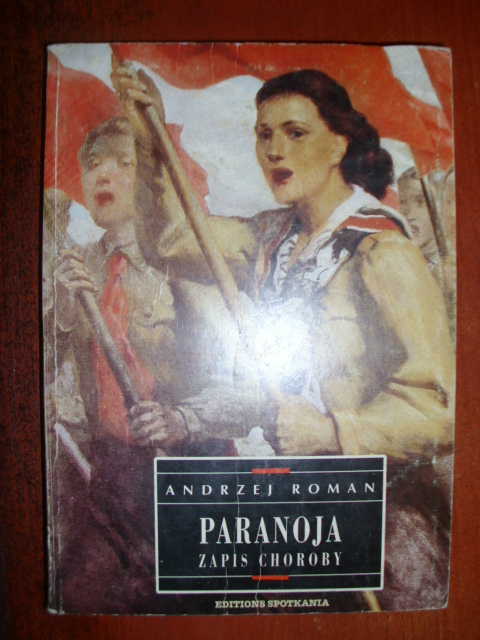 ANDRZEJ ROMAN
PARANOJA
ZAPIS CHOROBY
EDITIONS SPOTKANIA